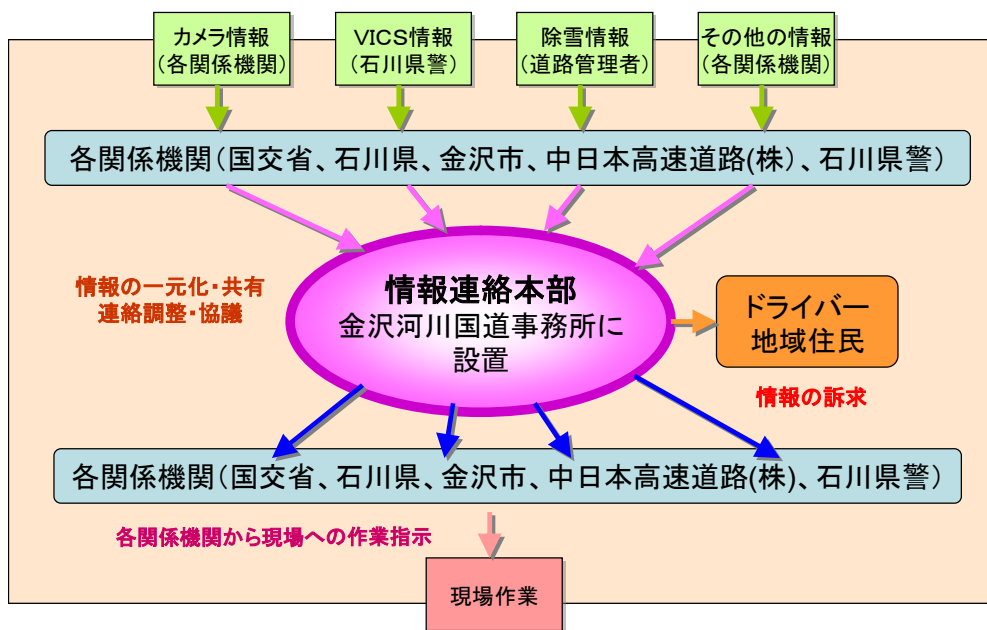 カメラ情報
(各関係機関)
VICS情報
(石川県警)
除雪情報
(道路管理者)
その他の情報
(各関係機関)
各関係機関(国交省、石川県、金沢市、中日本高速道路(株)、石川県警)
情報の一元化・共有
連絡調整・協議
情報連絡本部
金沢河川国道事務所に
設置
ドライバー
地域住民
情報の訴求
各関係機関(国交省、石川県、金沢市、中日本高速道路(株)、石川県警)
各関係機関から現場への作業指示
現場作業